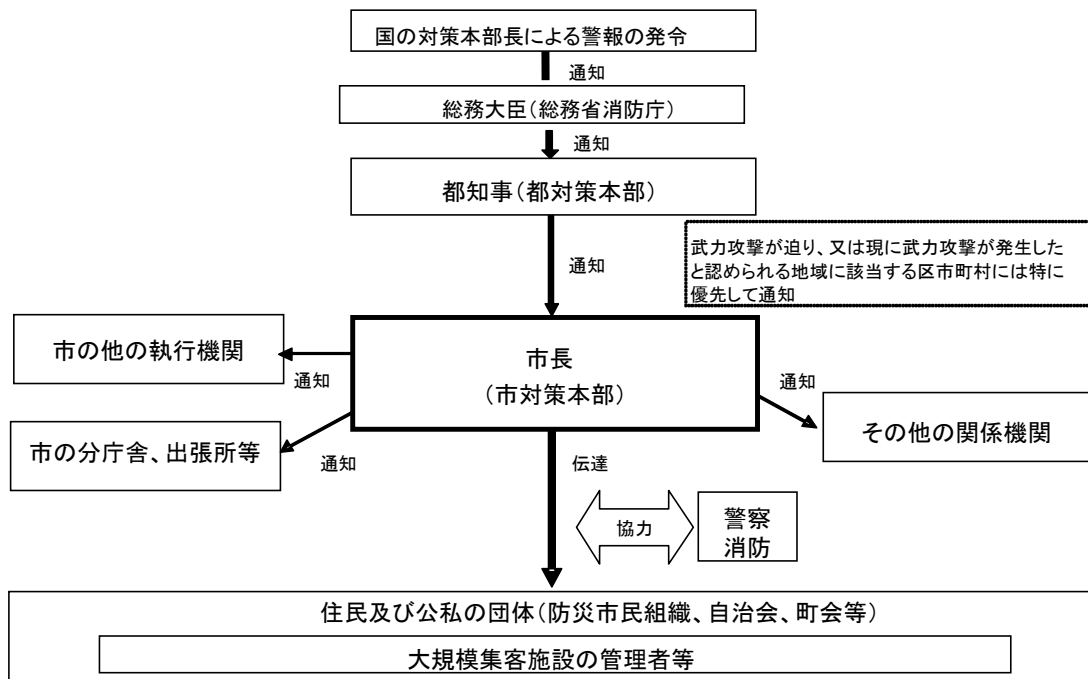 国の対策本部長による警報の発令
通知
総務大臣(総務省消防庁)
通知
都知事(都対策本部)
通知
武力攻撃が迫り、又は現に武力攻撃が発生した
と認められる地域に該当する区市町村には特に
優先して通知
市の他の執行機関
通知
市長
(市対策本部)
通知
市の分庁舎、出張所等
通知
その他の関係機関
伝達
協力
警察
消防
住民及び公私の団体(防災市民組織、自治会、町会等)
大規模集客施設の管理者等